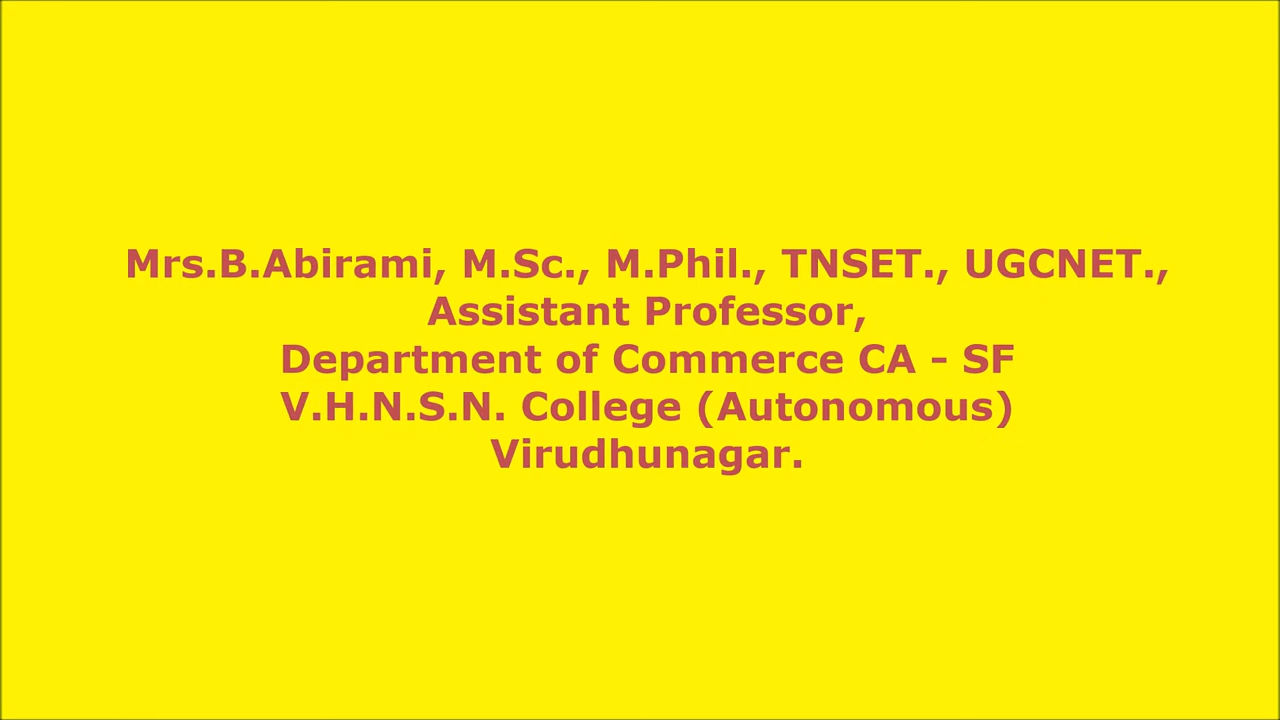 Mrs.B.Abirami, M.Sc., M.Phil., TNSET., UGCNET.,
Assistant Professor,
Department of Commerce CA - SF
V.H.N.S.N. College (Autonomous)
Virudhunagar.